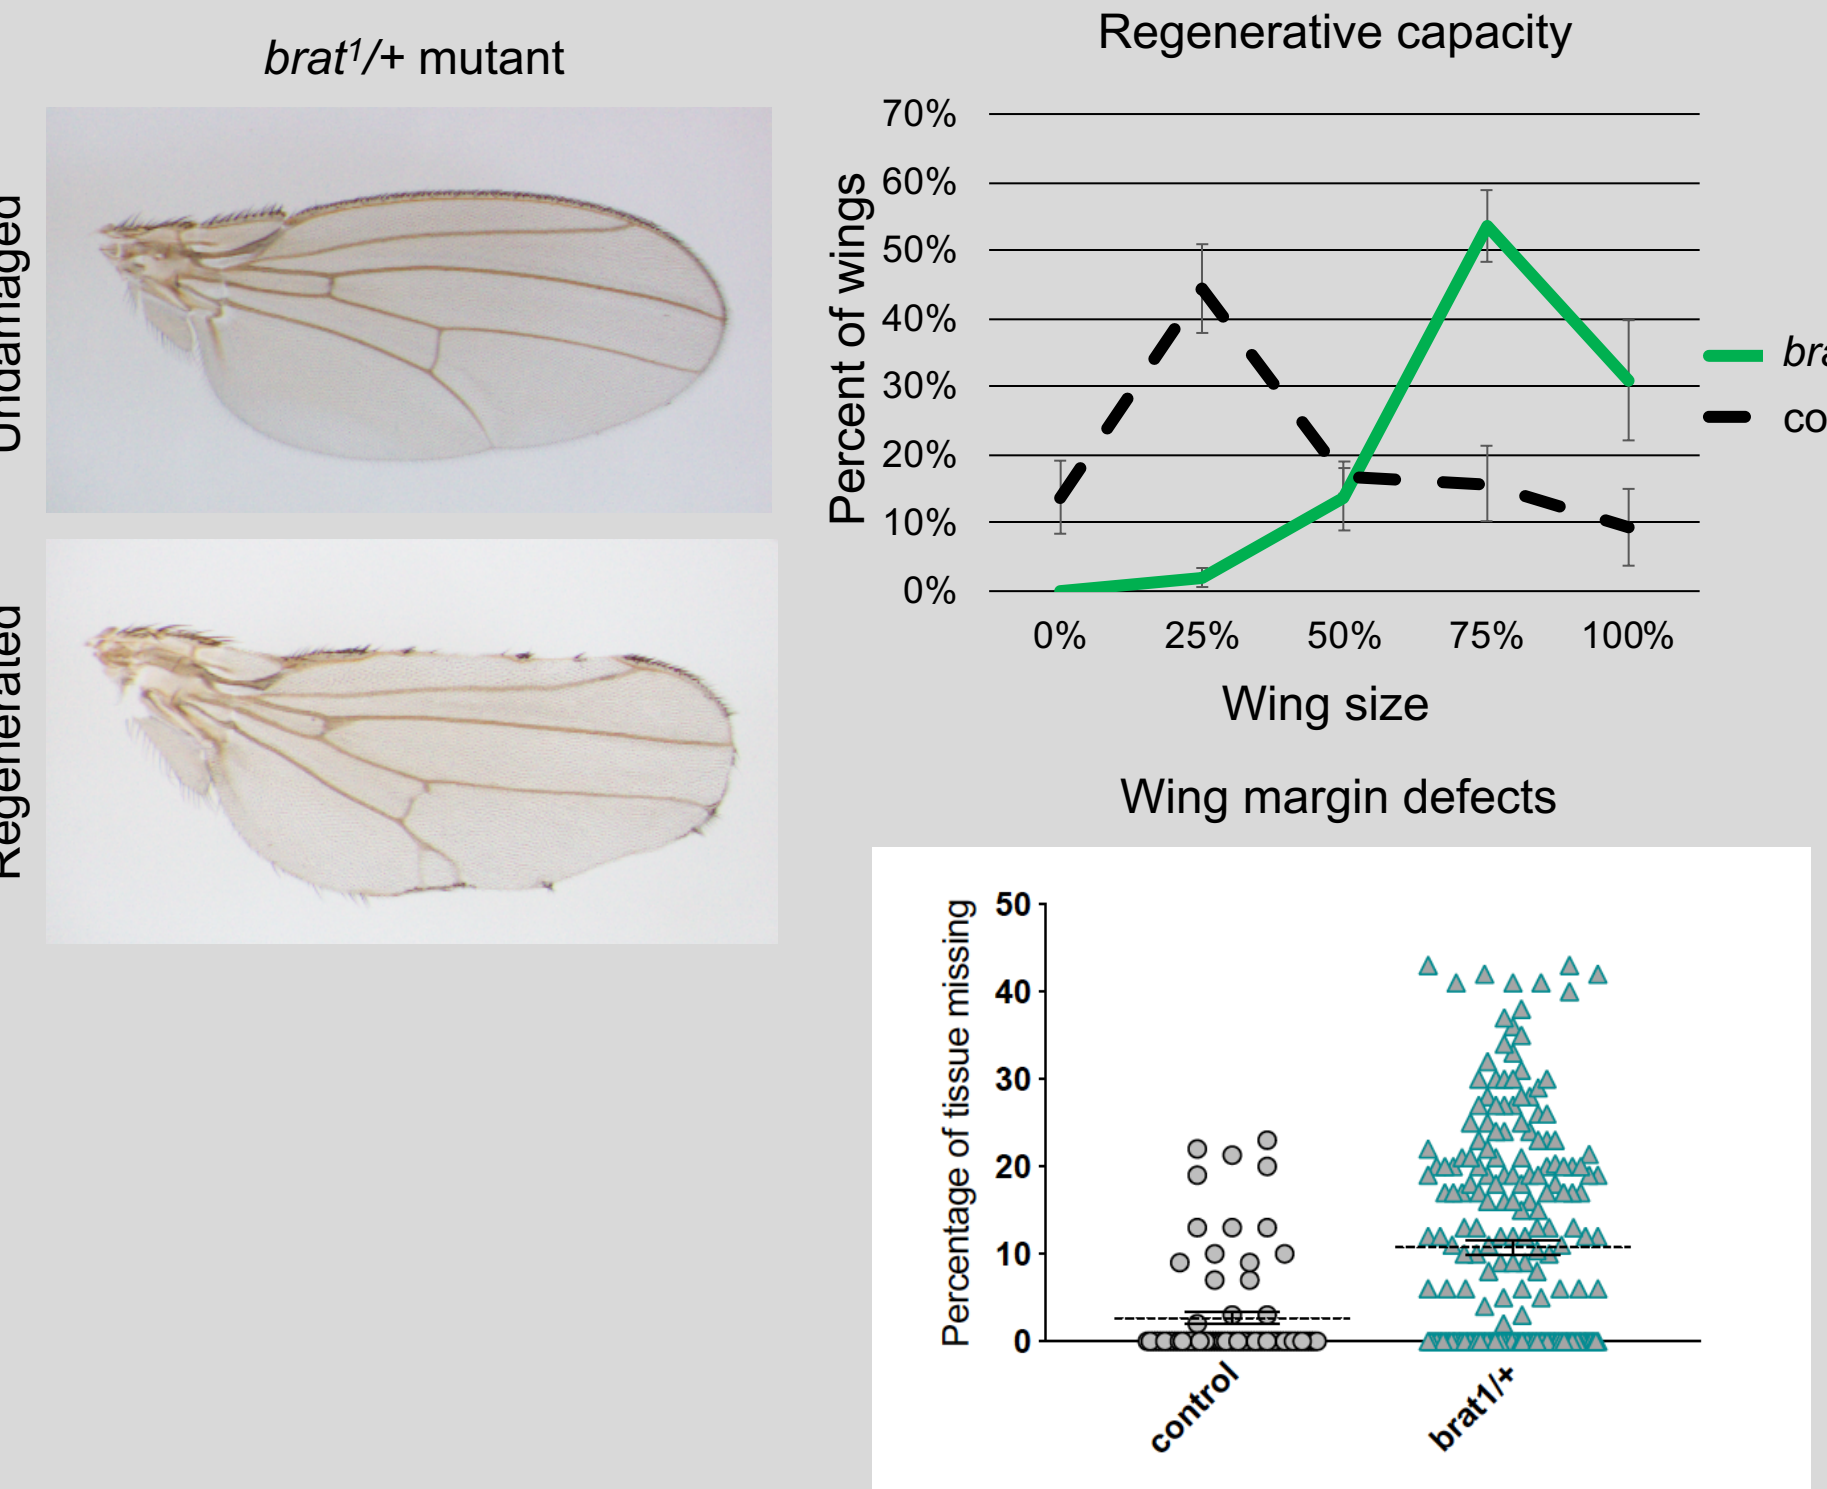 brat¹/+ mutant
Undamaged
Regenerated
Regenerative capacity
Percent of wings
70%
60%
50%
40%
30%
20%
10%
0%
0% 25% 50% 75% 100%
Wing size
bra
co
Wing margin defects
Percentage of tissue missing
50
40
30
20
10
0
control
brat1/+